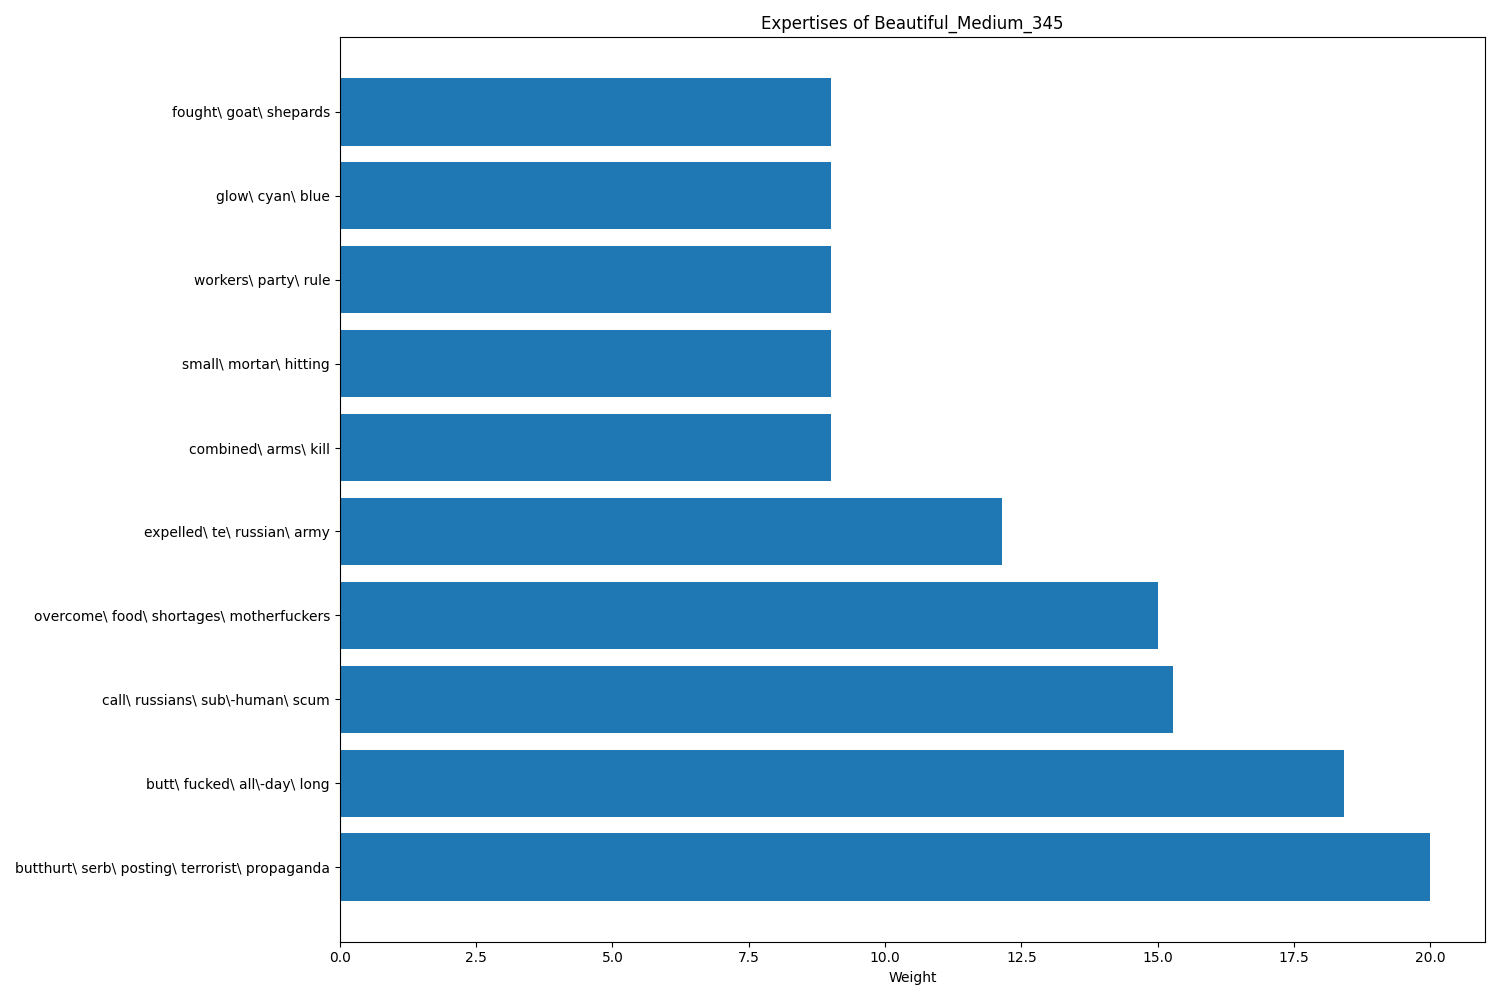 Expertises of Beautiful_Medium_345
fought\ goat\ shepards
glow\ cyan\ blue
workers\ party\ rule
small\ mortar\ hitting
combined\ arms\ kill
expelled\ te\ russian\ army
overcome\ food\ shortages\ motherfuckers
call\ russians\ sub\-human\ scum
butt\ fucked\ all\-day\ long
butthurt\ serb\ posting\ terrorist\ propaganda
0.0 2.5 5.0 7.5 10.0 12.5 15.0 17.5 20.0
Weight